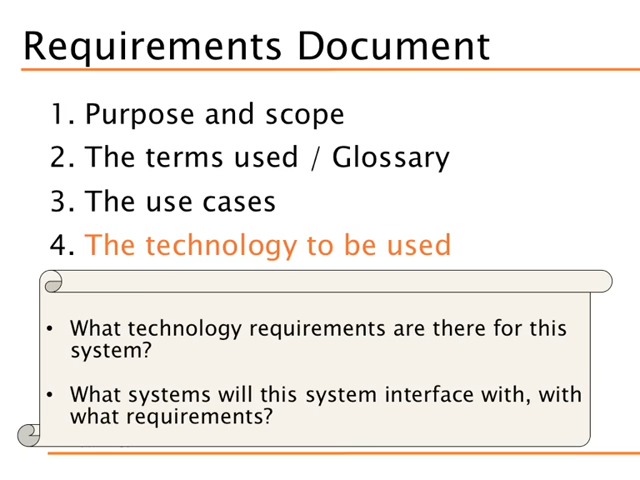 Requirements Document
1. Purpose and scope
2. The terms used / Glossary
3. The use cases
4. The technology to be used
• What technology requirements are there for this
system?
• What systems will this system interface with, with
what requirements?